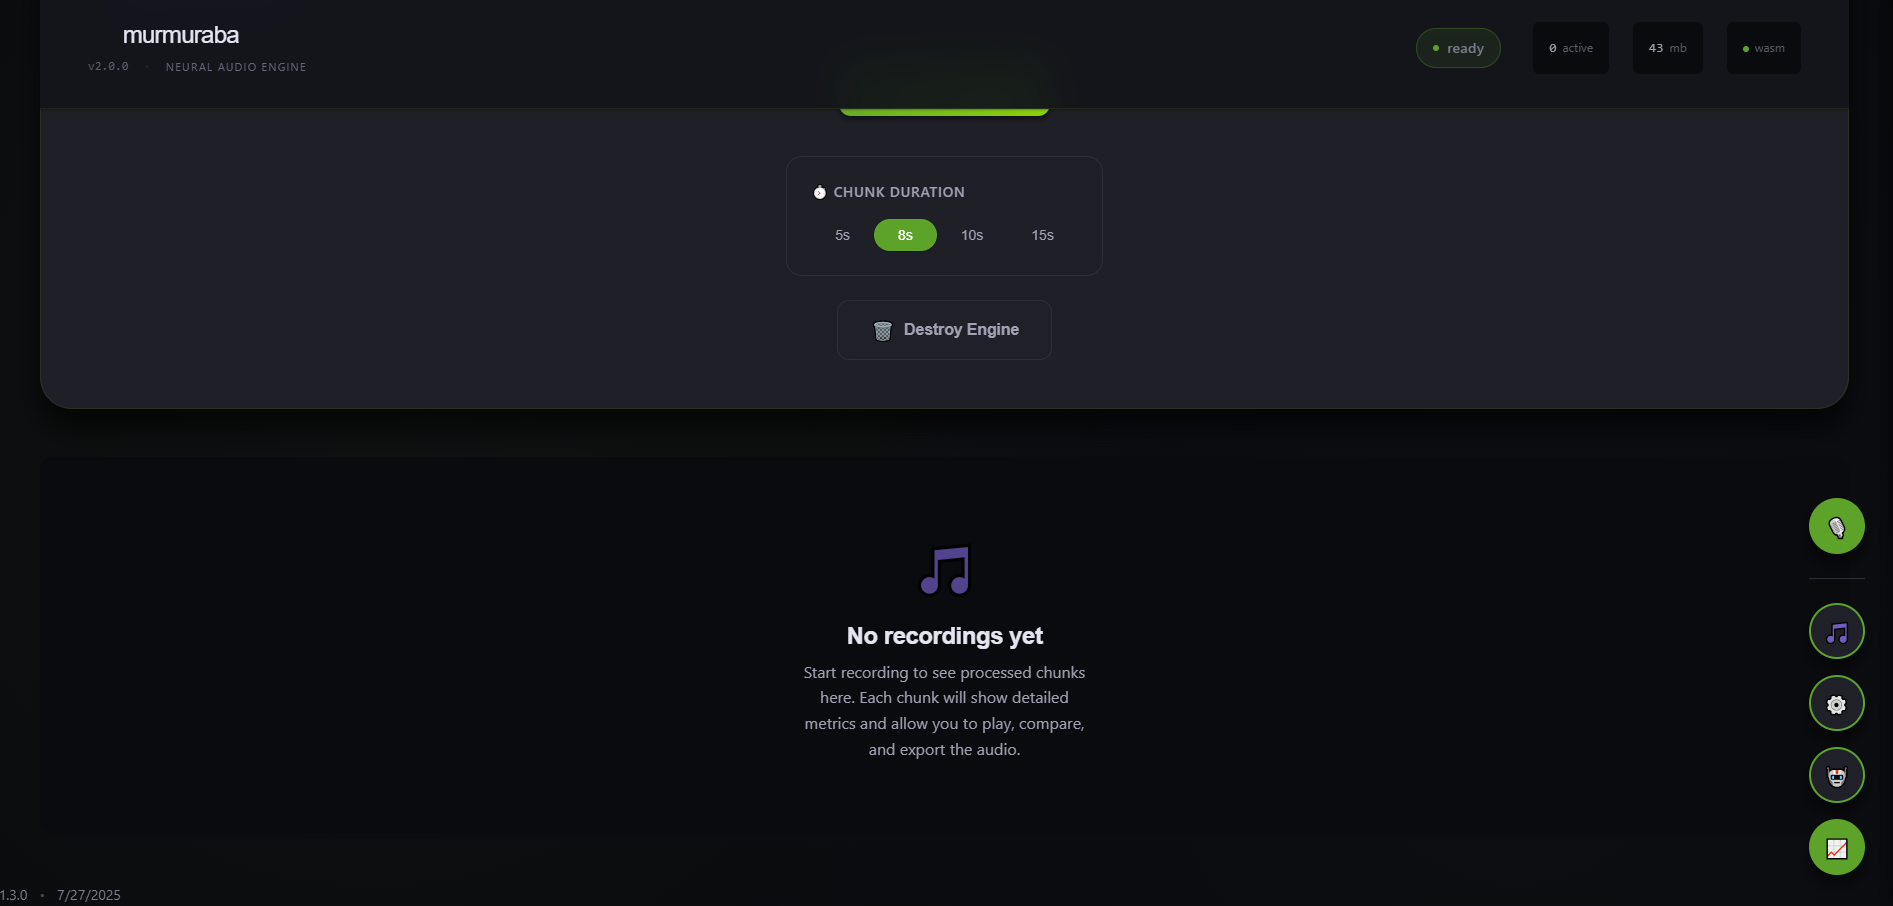 murmuraba
v2.0.0 · NEURAL AUDIO ENGINE
ready
0 active
43 mb
wasm
CHUNK DURATION
5s 8s 10s 15s
Destroy Engine
No recordings yet
Start recording to see processed chunks
here. Each chunk will show detailed
metrics and allow you to play, compare,
and export the audio.
1.3.0 • 7/27/2025